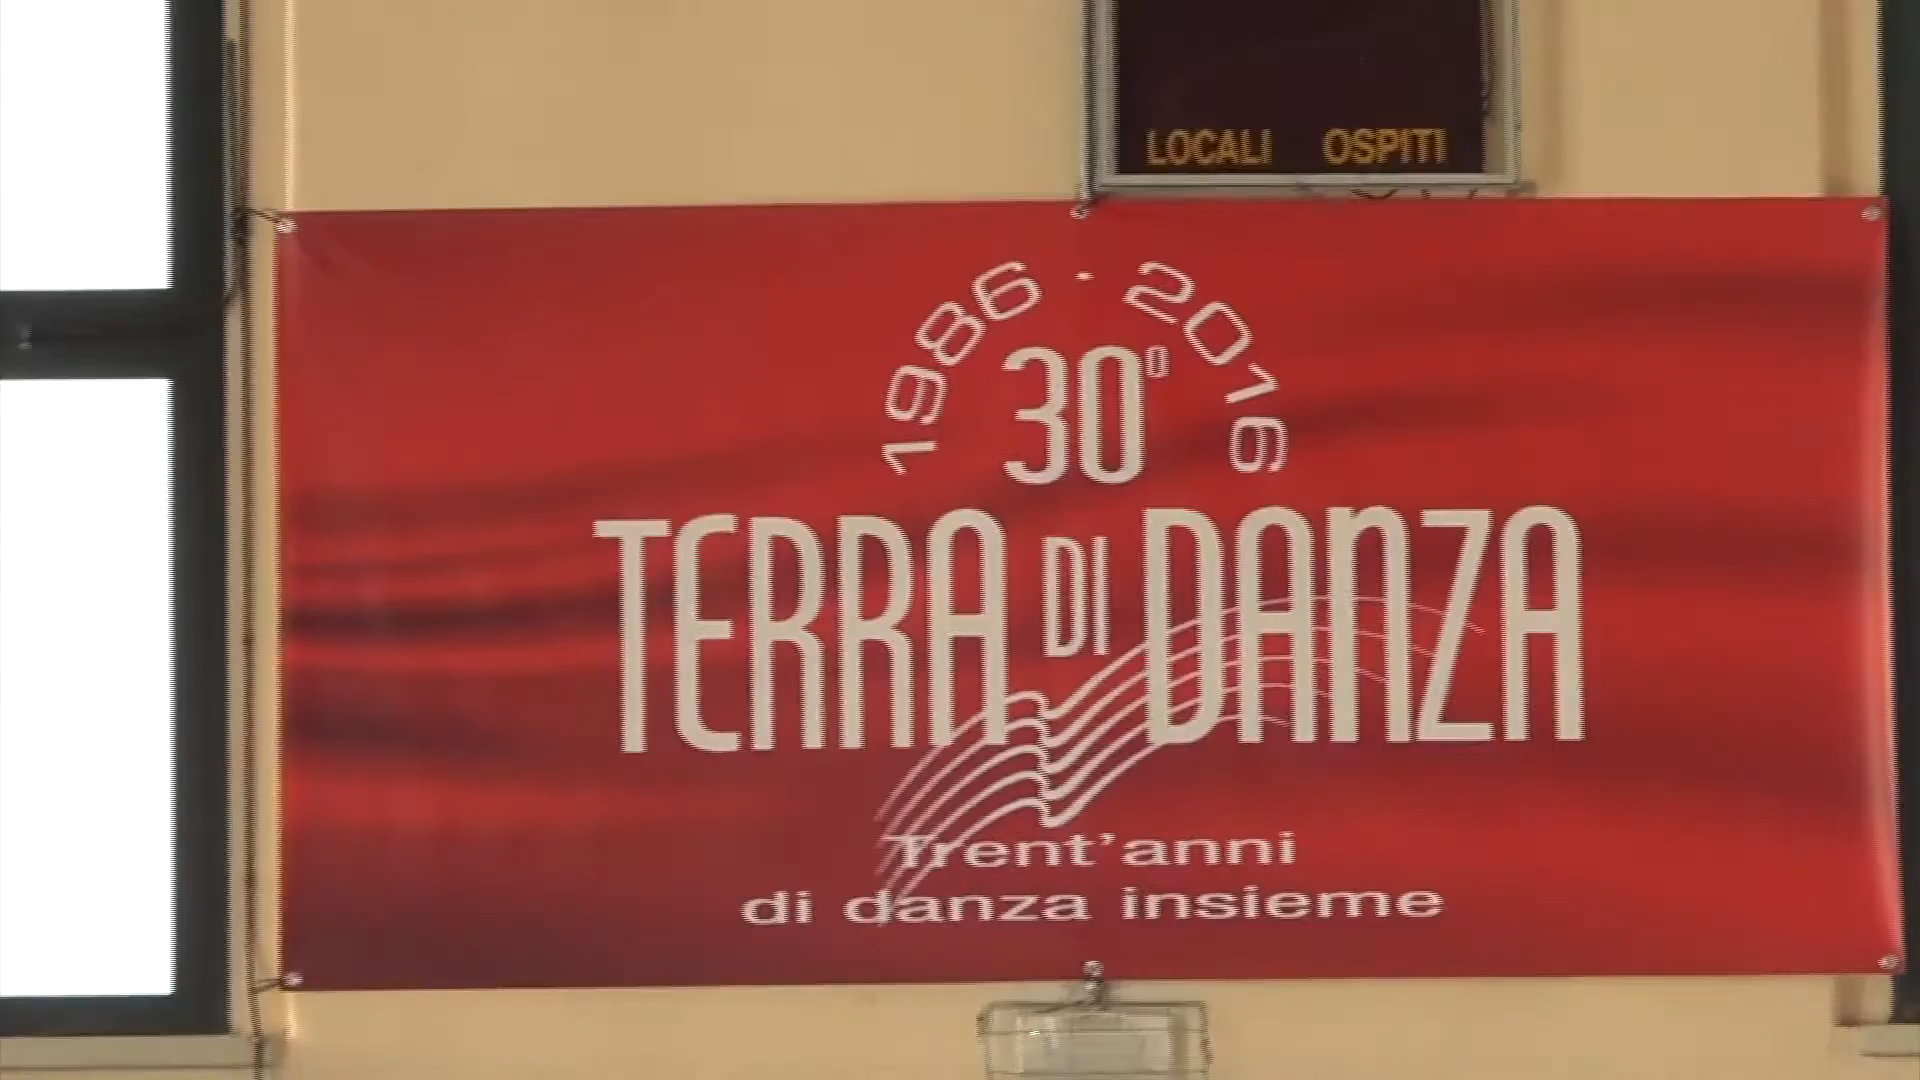 LOCALI OSPITI
1986 - 2016
30°
TERRA DI DANZA
Trent'anni
di danza insieme